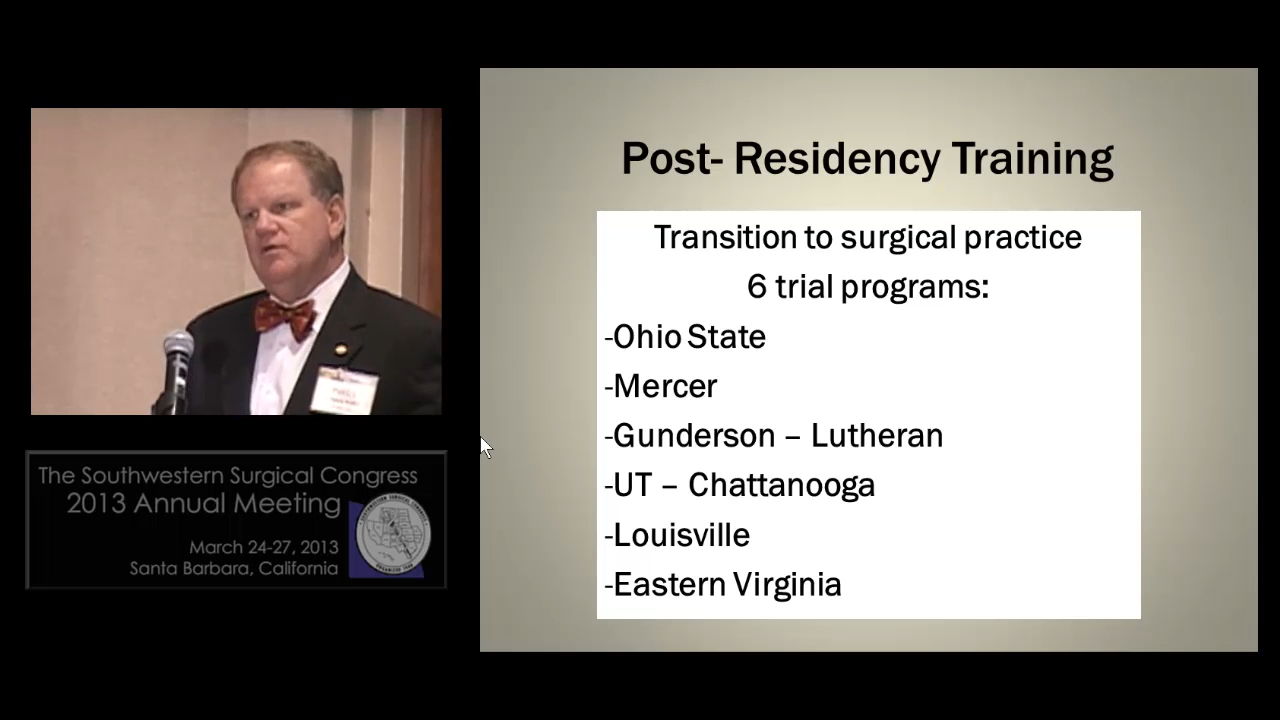 Post- Residency Training
Transition to surgical practice
6 trial programs:
-Ohio State
-Mercer
-Gunderson – Lutheran
-UT – Chattanooga
-Louisville
-Eastern Virginia
The Southwestern Surgical Congress
2013 Annual Meeting
March 24-27, 2013
Santa Barbara, California